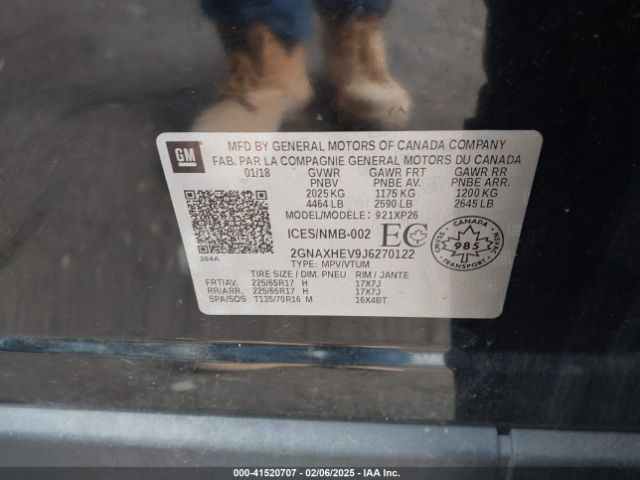 GM
MFD BY GENERAL MOTORS OF CANADA COMPANY
FAB. PAR LA COMPAGNIE GENERAL MOTORS DU CANADA
01/18 GVWR GAWR FRT GAWR RR
PNBV PNBE AV. PNBE ARR.
2025 KG 1175 KG 1200 KG
4464 LB 2590 LB 2645 LB
MODEL/MODÈLE: 921XP26
ICES/NMB-002 EC
384A
2GNAXHEV9J6270122
TYPE: MPV/VTUM
CANADA
985
TRANSPORT
TIRE SIZE / DIM. PNEU RIM / JANTE
FRT/AV. 225/65R17 H 17X7J
RR/ARR. 225/65R17 H 17X7J
SPA/SOS T135/70R16 M 16X4BT
000-41520707 - 02/06/2025 - IAA Inc.